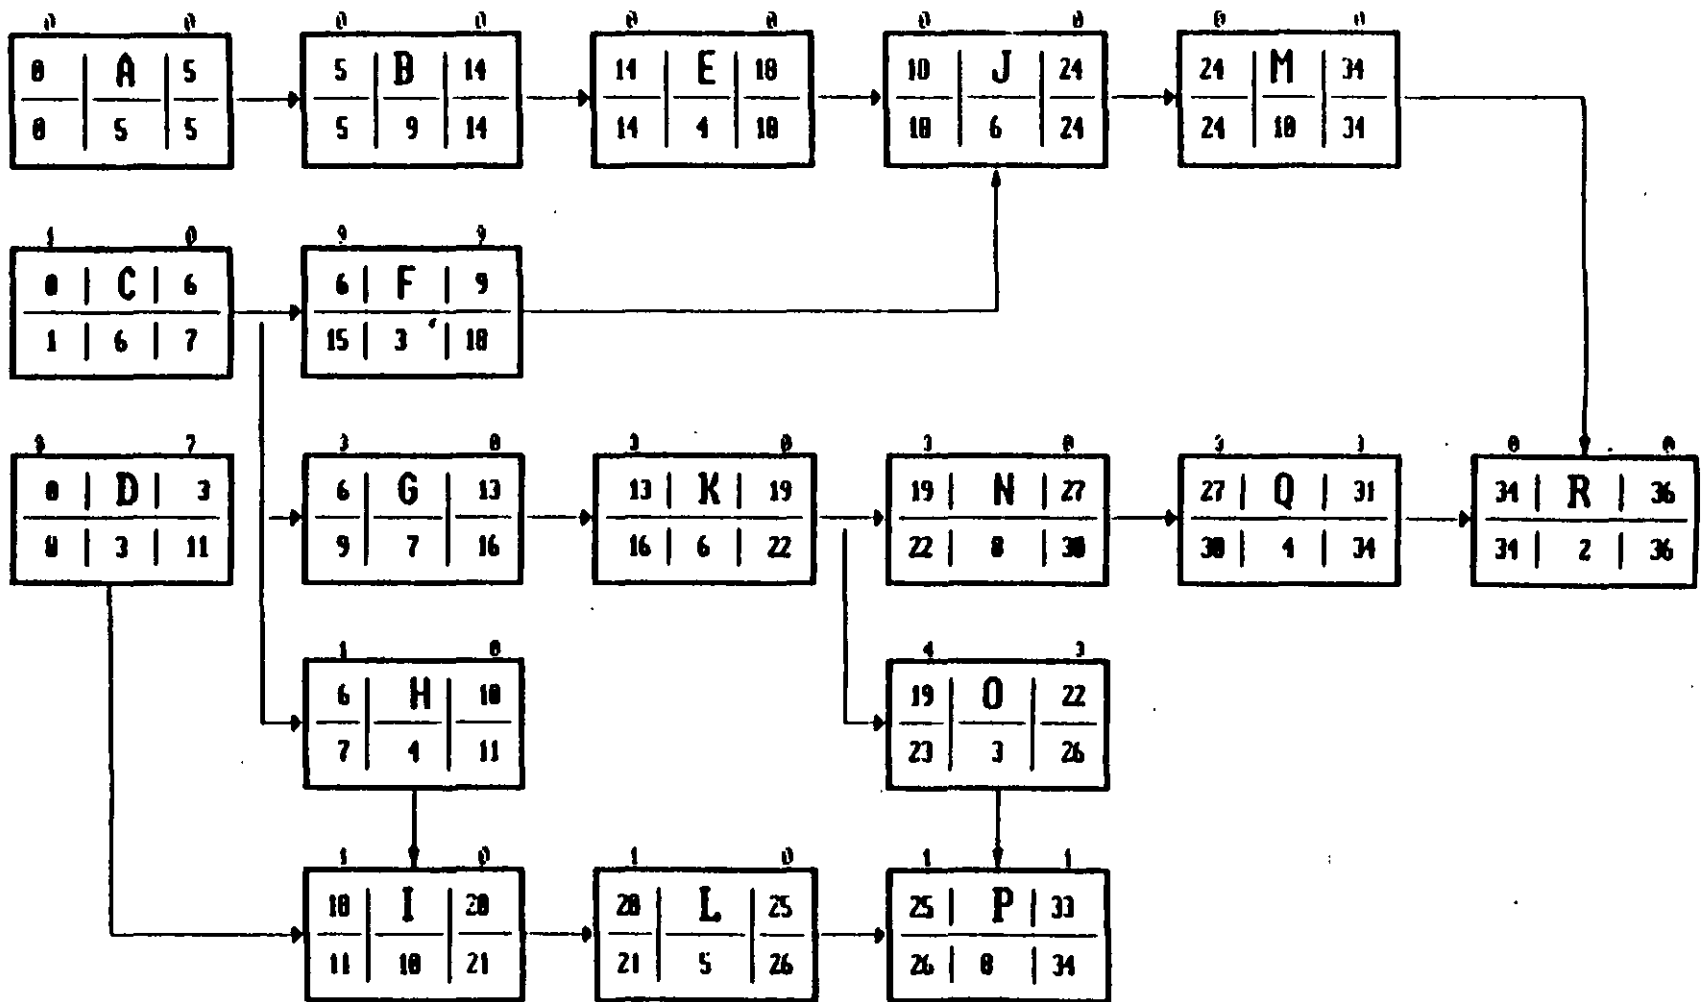 0 0 0 0 0 0 0 0 0 0
0 A 5 5 B 14 14 E 18 18 J 24 24 M 34
0 5 5 5 9 14 14 4 18 18 6 24 24 10 34
1 0 9 9
0 C 6 6 F 9
1 6 7 15 3 18
8 7 3 0 3 0 3 0 3 3 0 0
0 D 3 6 G 13 13 K 19 19 N 27 27 Q 31 34 R 36
8 3 11 9 7 16 16 6 22 22 8 30 30 4 34 34 2 36
1 0 4 3
6 H 10 19 O 22
7 4 11 23 3 26
1 0 1 0 1 1
10 I 20 20 L 25 25 P 33
11 10 21 21 5 26 26 8 34